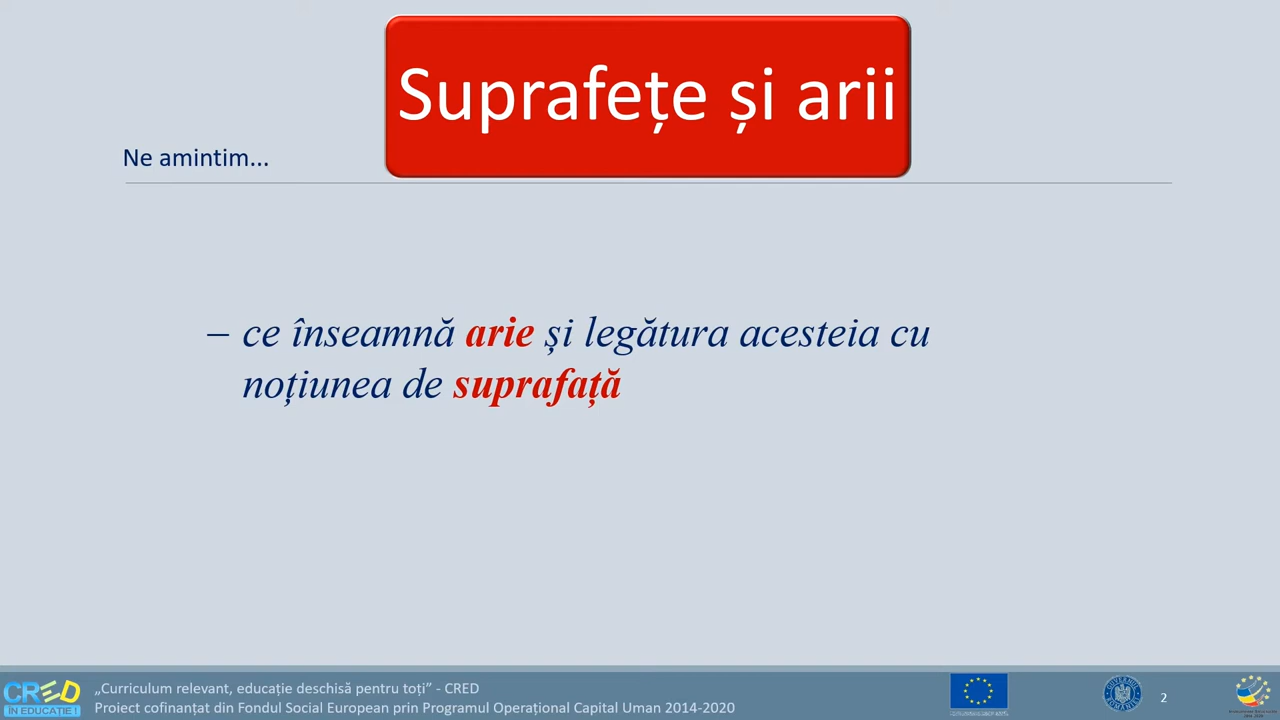 Suprafețe și arii
Ne amintim...
– ce înseamnă arie și legătura acesteia cu
noțiunea de suprafață
CRED
ÎN EDUCAȚIE !
„Curriculum relevant, educație deschisă pentru toți” - CRED
Proiect cofinanțat din Fondul Social European prin Programul Operațional Capital Uman 2014-2020
2